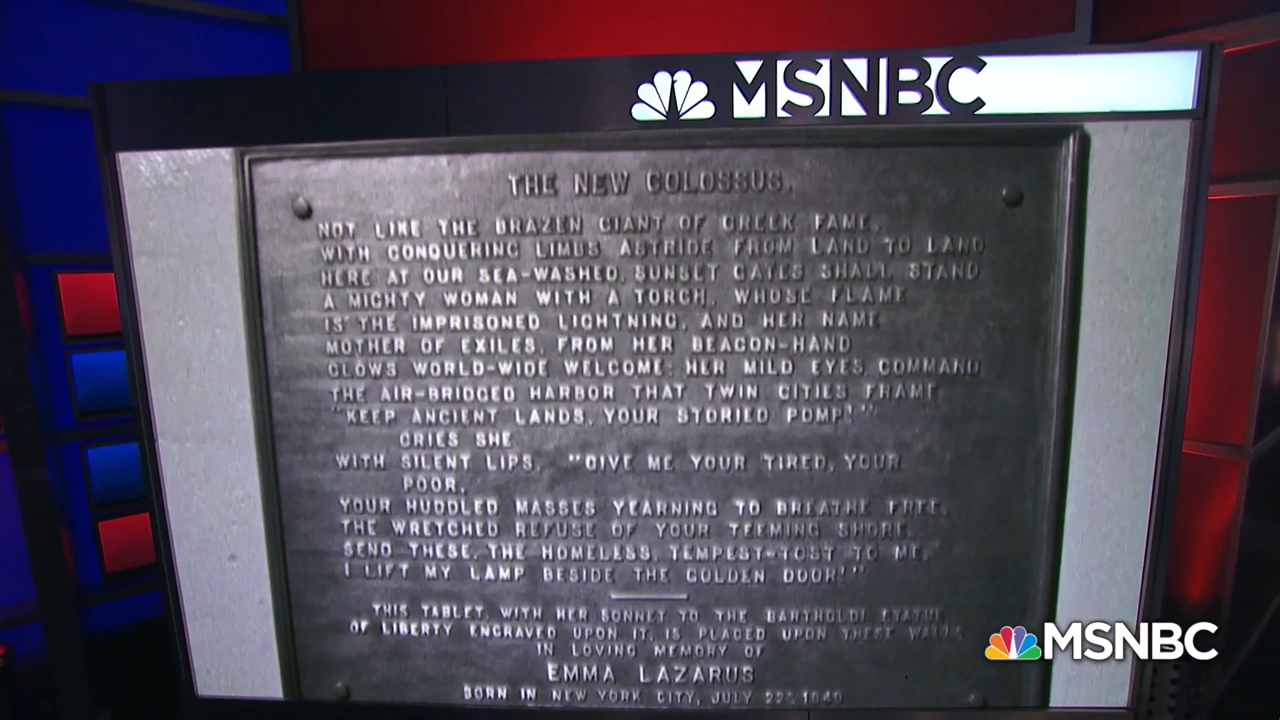 MSNBC
THE NEW COLOSSUS.
NOT LIKE THE BRAZEN GIANT OF GREEK FAME,
WITH CONQUERING LIMBS ASTRIDE FROM LAND TO LAND
HERE AT OUR SEA-WASHED, SUNSET GATES SHALL STAND
A MIGHTY WOMAN WITH A TORCH, WHOSE FLAME
IS THE IMPRISONED LIGHTNING, AND HER NAME
MOTHER OF EXILES. FROM HER BEACON-HAND
GLOWS WORLD-WIDE WELCOME; HER MILD EYES COMMAND
THE AIR-BRIDGED HARBOR THAT TWIN CITIES FRAME
"KEEP ANCIENT LANDS, YOUR STORIED POMP!"
CRIES SHE
WITH SILENT LIPS. "GIVE ME YOUR TIRED, YOUR
POOR,
YOUR HUDDLED MASSES YEARNING TO BREATHE FREE,
THE WRETCHED REFUSE OF YOUR TEEMING SHORE.
SEND THESE, THE HOMELESS, TEMPEST-TOST TO ME,
I LIFT MY LAMP BESIDE THE GOLDEN DOOR!"
THIS TABLET, WITH HER SONNET TO THE BARTHOLDI STATUE
OF LIBERTY ENGRAVED UPON IT, IS PLACED UPON THESE WALLS
IN LOVING MEMORY OF
EMMA LAZARUS
BORN IN NEW YORK CITY, JULY 22ⁿᵈ 1849
MSNBC